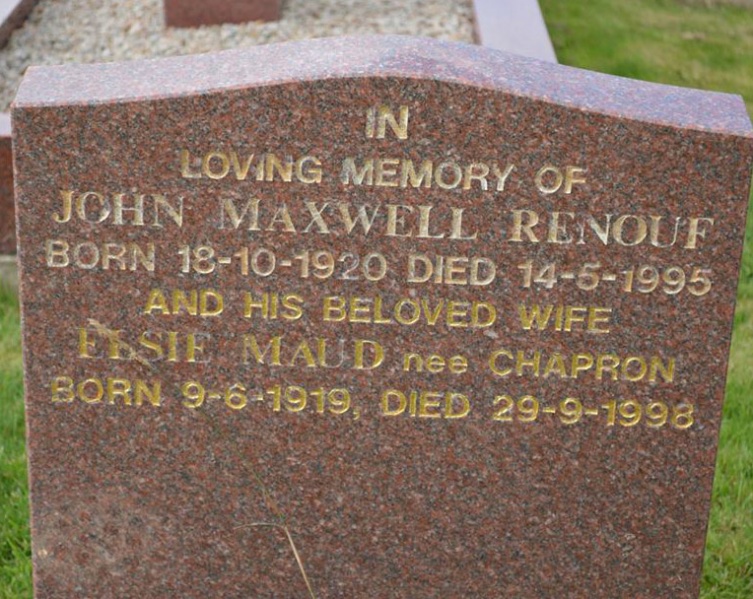 IN
LOVING MEMORY OF
JOHN MAXWELL RENOUF
BORN 18-10-1920 DIED 14-5-1995
AND HIS BELOVED WIFE
ELSIE MAUD nee CHAPRON
BORN 9-6-1919, DIED 29-9-1998